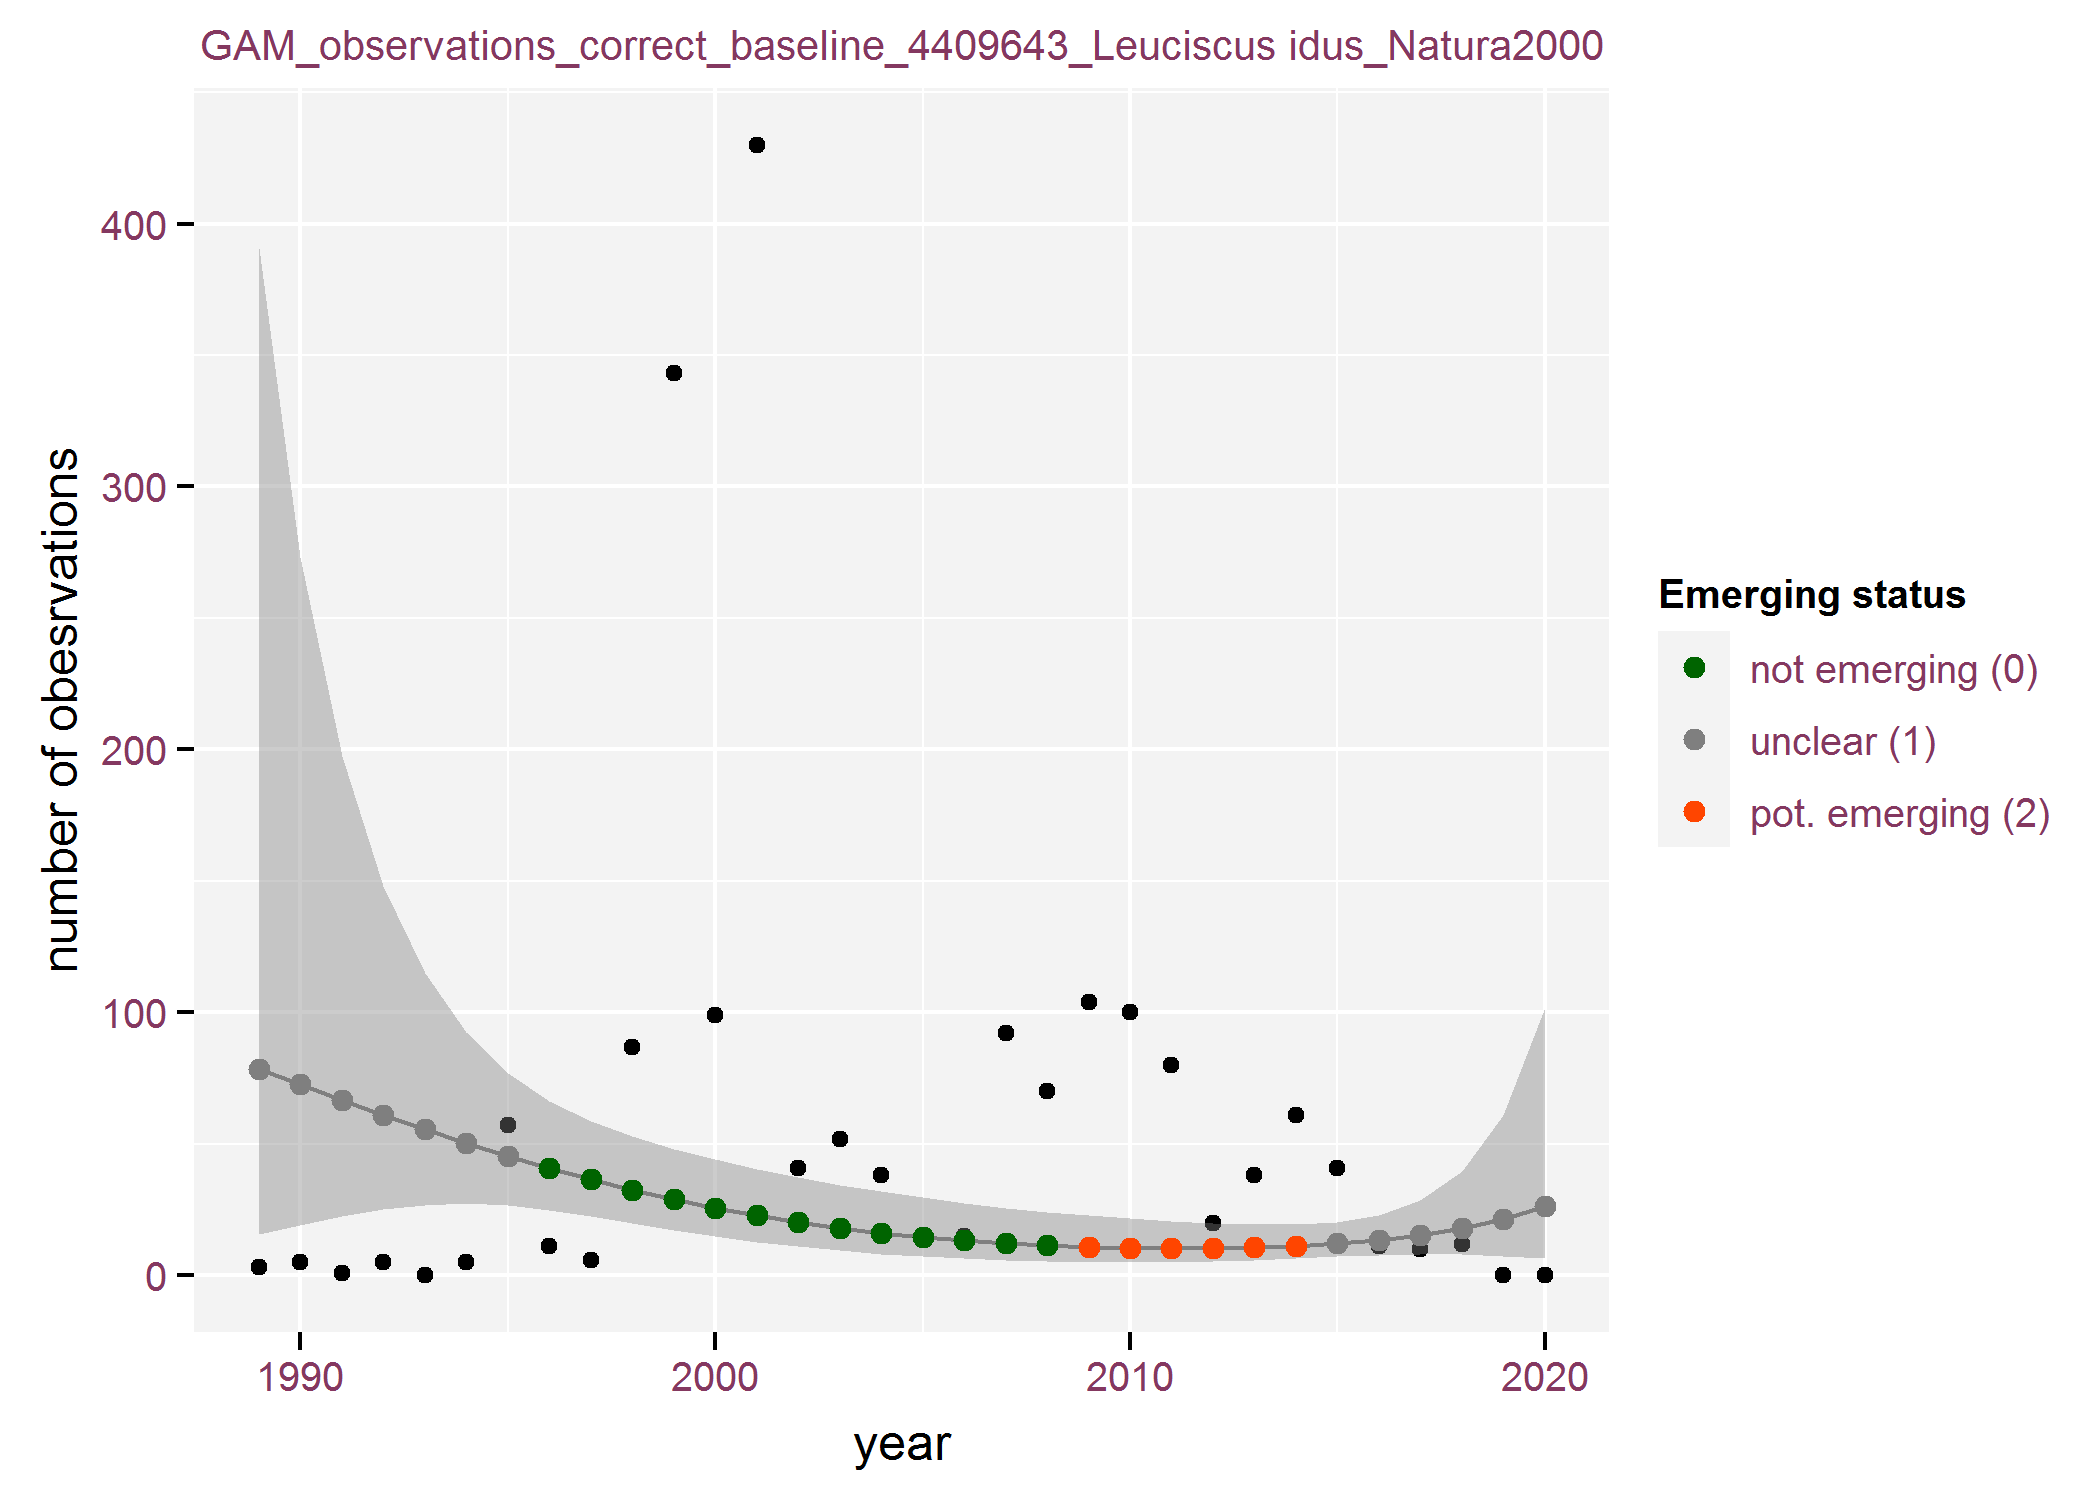 GAM_observations_correct_baseline_4409643_Leuciscus idus_Natura2000
number of obesrvations
400
300
200
100
0
1990 2000 2010 2020
year
Emerging status
not emerging (0)
unclear (1)
pot. emerging (2)